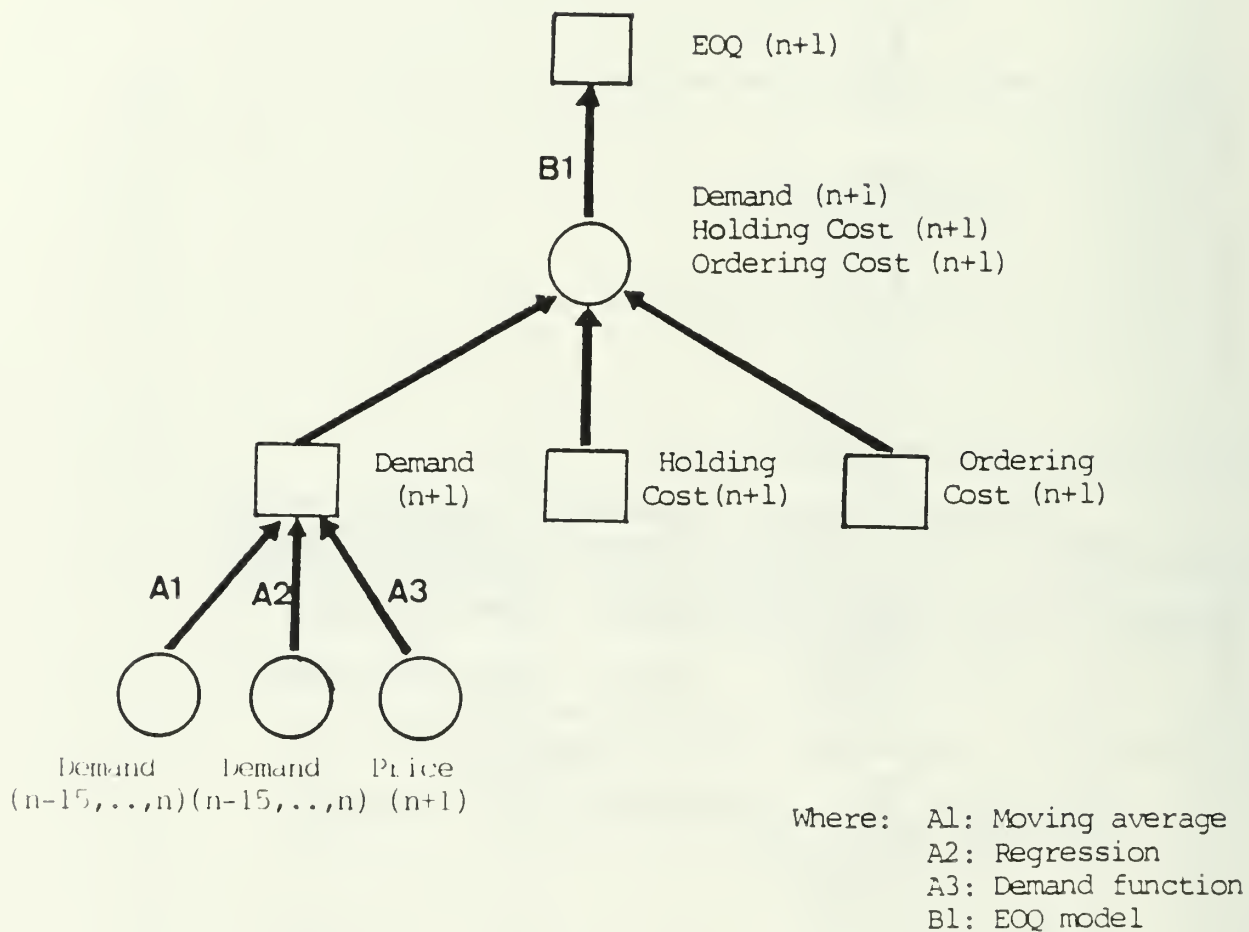 EOQ (n+1)
B1
Demand (n+1)
Holding Cost (n+1)
Ordering Cost (n+1)
Demand
(n+1)
Holding
Cost(n+1)
Ordering
Cost (n+1)
A1
A2
A3
Demand
(n-15,..,n)
Demand
(n-15,..,n)
Price
(n+1)
Where: A1: Moving average
A2: Regression
A3: Demand function
B1: EOQ model